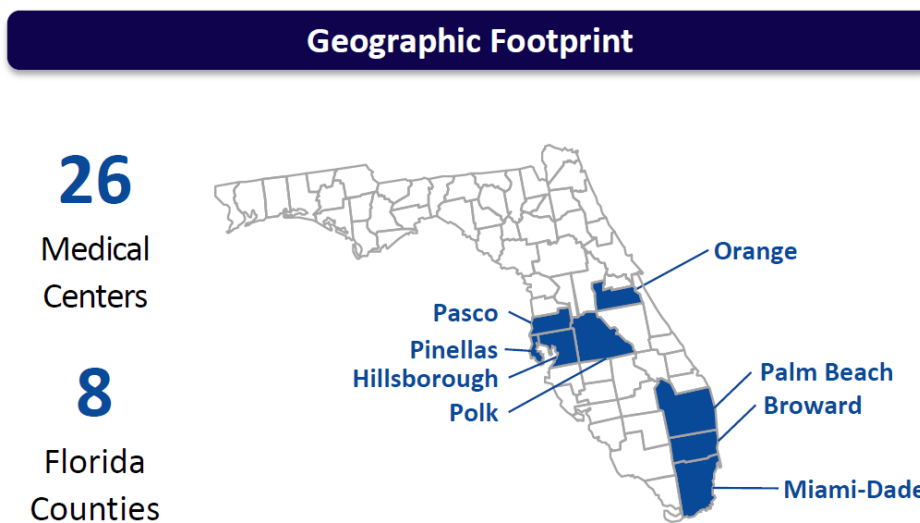 Geographic Footprint
26
Medical
Centers
8
Florida
Counties
Orange
Pasco
Pinellas
Hillsborough
Polk
Palm Beach
Broward
Miami-Dade